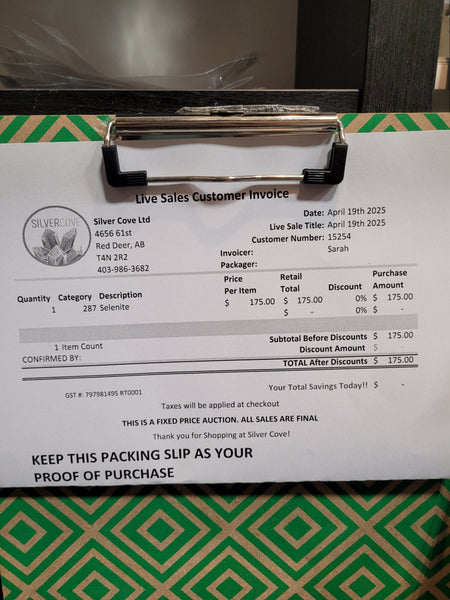 Live Sales Customer Invoice
SILVERCOVE
Silver Cove Ltd
4656 61st
Red Deer, AB
T4N 2R2
403-986-3682
Date: April 19th 2025
Live Sale Title: April 19th 2025
Customer Number: 15254
Invoicer: Sarah
Packager:
Quantity Category Description Price Per Item Retail Total Discount Purchase Amount
1 287 Selenite $ 175.00 $ 175.00 0% $ 175.00
$ - 0% $ -
1 Item Count
Subtotal Before Discounts $ 175.00
Discount Amount $ -
CONFIRMED BY:
TOTAL After Discounts $ 175.00
GST #: 797981495 RT0001
Your Total Savings Today!! $ -
Taxes will be applied at checkout
THIS IS A FIXED PRICE AUCTION. ALL SALES ARE FINAL
Thank you for Shopping at Silver Cove!
KEEP THIS PACKING SLIP AS YOUR
PROOF OF PURCHASE